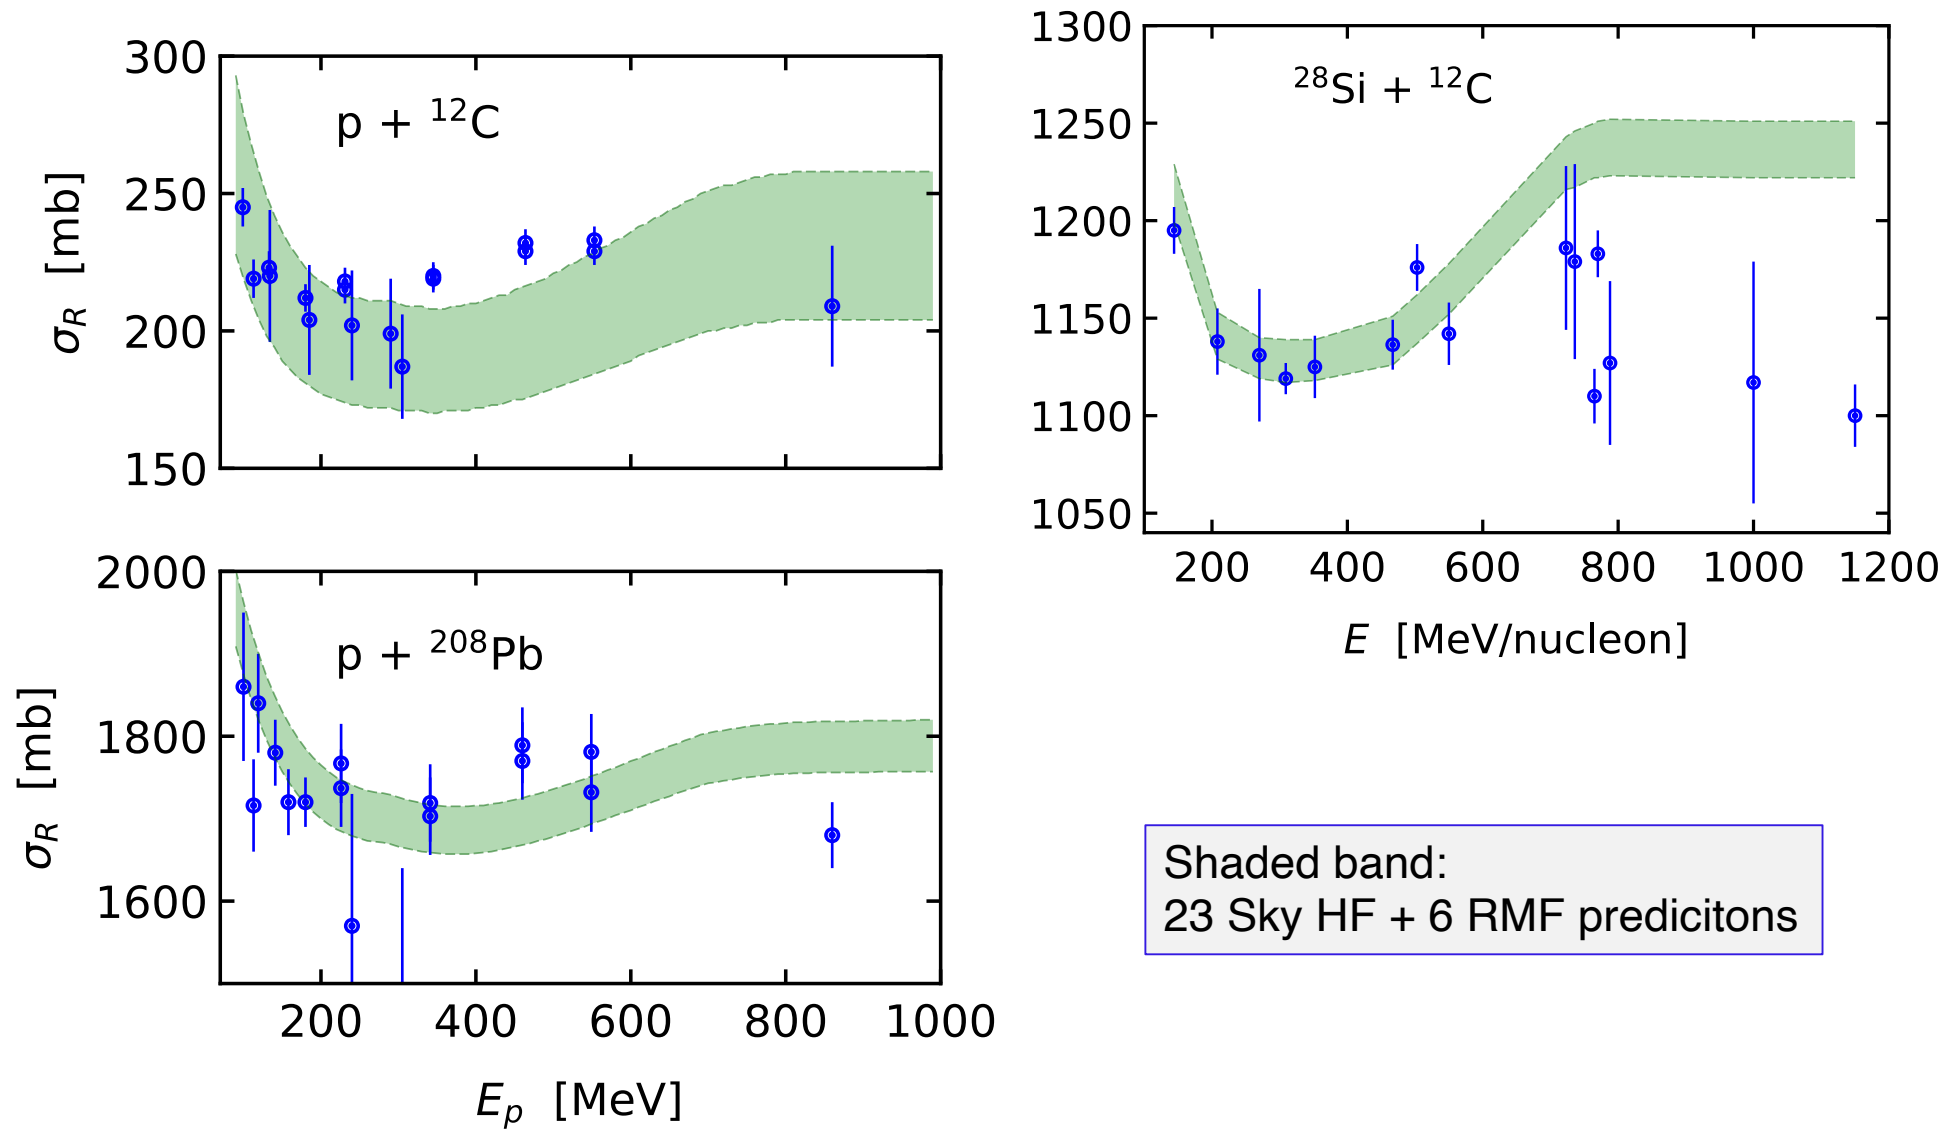 300
250
200
150
σR [mb]
p + ¹²C
2000
1800
1600
σR [mb]
p + ²⁰⁸Pb
200 400 600 800 1000
Ep [MeV]
1300
1250
1200
1150
1100
1050
²⁸Si + ¹²C
200 400 600 800 1000 1200
E [MeV/nucleon]
Shaded band:
23 Sky HF + 6 RMF predicitons